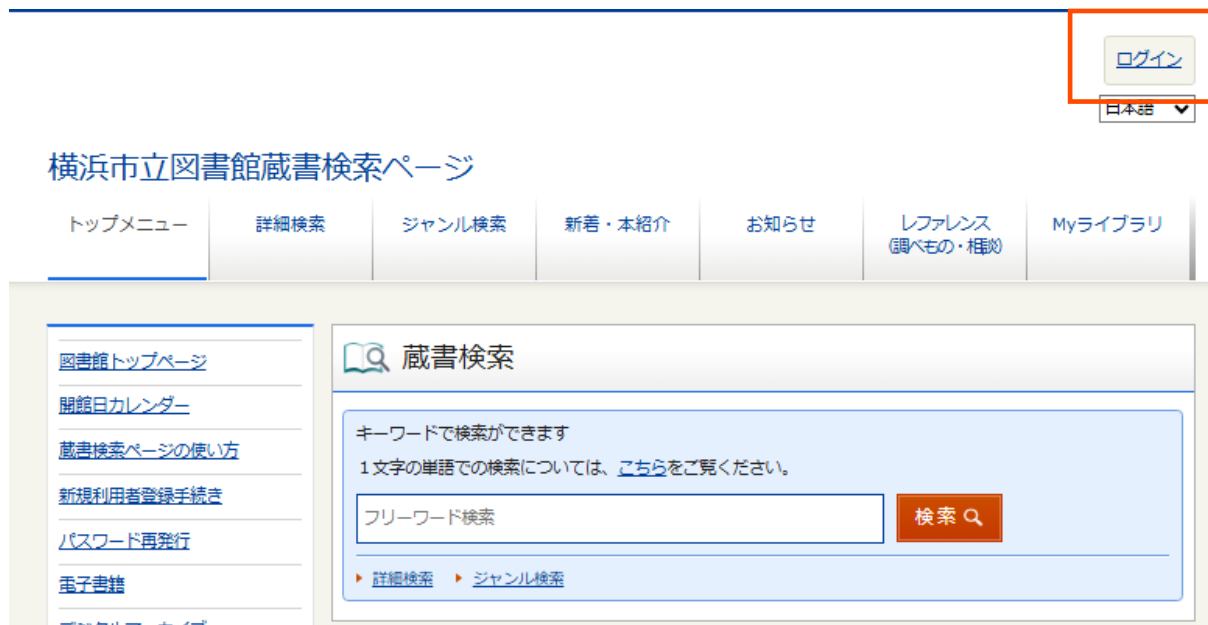 ログイン
日本語
横浜市立図書館蔵書検索ページ
トップメニュー
詳細検索
ジャンル検索
新着・本紹介
お知らせ
レファレンス
(調べもの・相談)
Myライブラリ
図書館トップページ
開館日カレンダー
蔵書検索ページの使い方
新規利用者登録手続き
パスワード再発行
電子書籍
蔵書検索
キーワードで検索ができます
1文字の単語での検索については、こちらをご覧ください。
フリーワード検索
検索
詳細検索
ジャンル検索